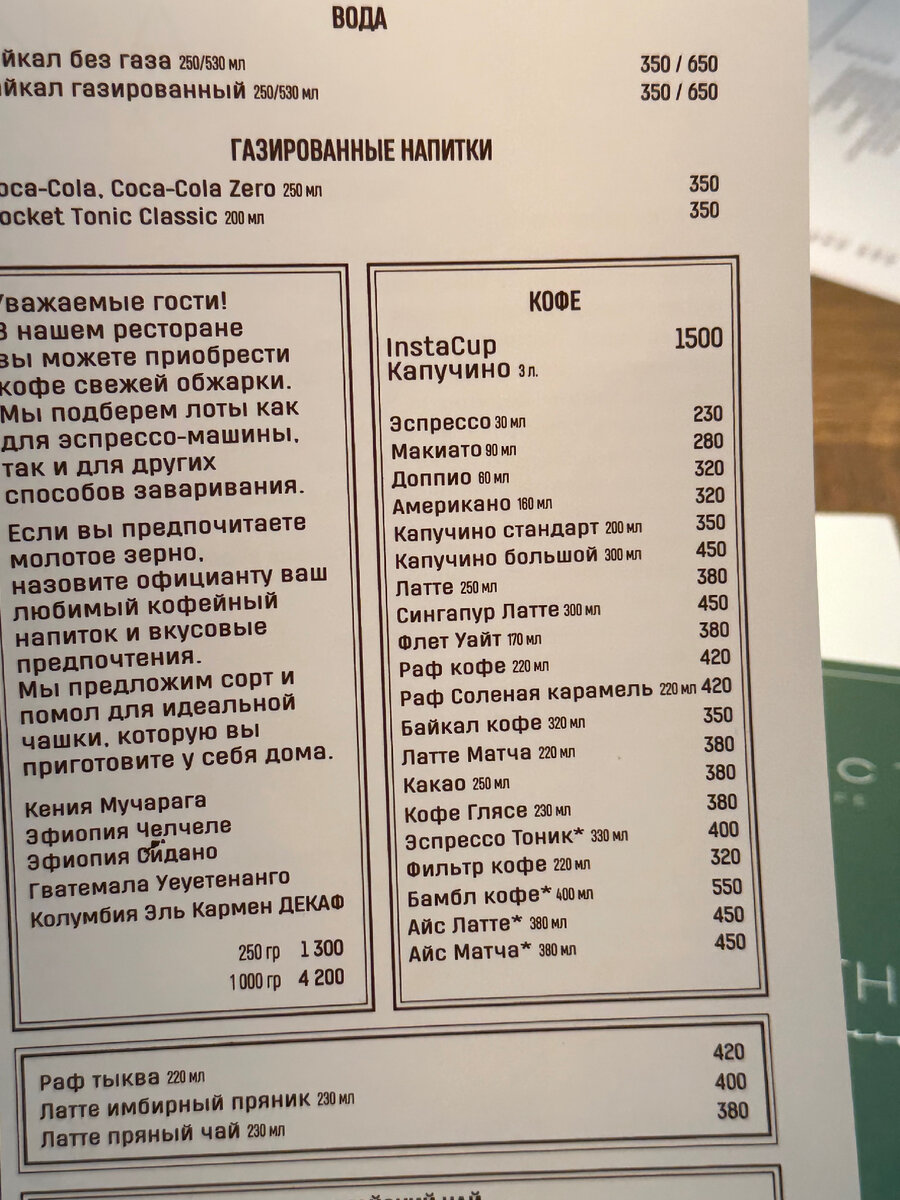 ВОДА
йкал без газа 250/530 мл 350 / 650
йкал газированный 250/530 мл 350 / 650
ГАЗИРОВАННЫЕ НАПИТКИ
oca-Cola, Coca-Cola Zero 250 мл 350
ocket Tonic Classic 200 мл 350
Уважаемые гости!
В нашем ресторане
вы можете приобрести
кофе свежей обжарки.
Мы подберем лоты как
для эспрессо-машины,
так и для других
способов заваривания.
Если вы предпочитаете
молотое зерно,
назовите официанту ваш
любимый кофейный
напиток и вкусовые
предпочтения.
Мы предложим сорт и
помол для идеальной
чашки, которую вы
приготовите у себя дома.
Кения Мучарага
Эфиопия Челчеле
Эфиопия Ойдано
Гватемала Уеуетенанго
Колумбия Эль Кармен ДЕКАФ
250 гр 1 300
1 000 гр 4 200
КОФЕ
InstaCup 1500
Капучино 3 л.
Эспрессо 30 мл 230
Макиато 90 мл 280
Доппио 60 мл 320
Американо 160 мл 320
Капучино стандарт 200 мл 350
Капучино большой 300 мл 450
Латте 250 мл 380
Сингапур Латте 300 мл 450
Флет Уайт 170 мл 380
Раф кофе 220 мл 420
Раф Соленая карамель 220 мл 420
Байкал кофе 320 мл 350
Латте Матча 220 мл 380
Какао 250 мл 380
Кофе Глясе 230 мл 380
Эспрессо Тоник* 330 мл 400
Фильтр кофе 220 мл 320
Бамбл кофе* 400 мл 550
Айс Латте* 380 мл 450
Айс Матча* 380 мл 450
Раф тыква 220 мл 420
Латте имбирный пряник 230 мл 400
Латте пряный чай 230 мл 380